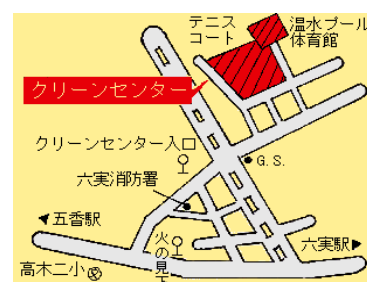 テニス
コート
温水プール
体育館
クリーンセンター
クリーンセンター入口
G.S.
六実消防署
◀五香駅
火の見下
六実駅▶
高木二小